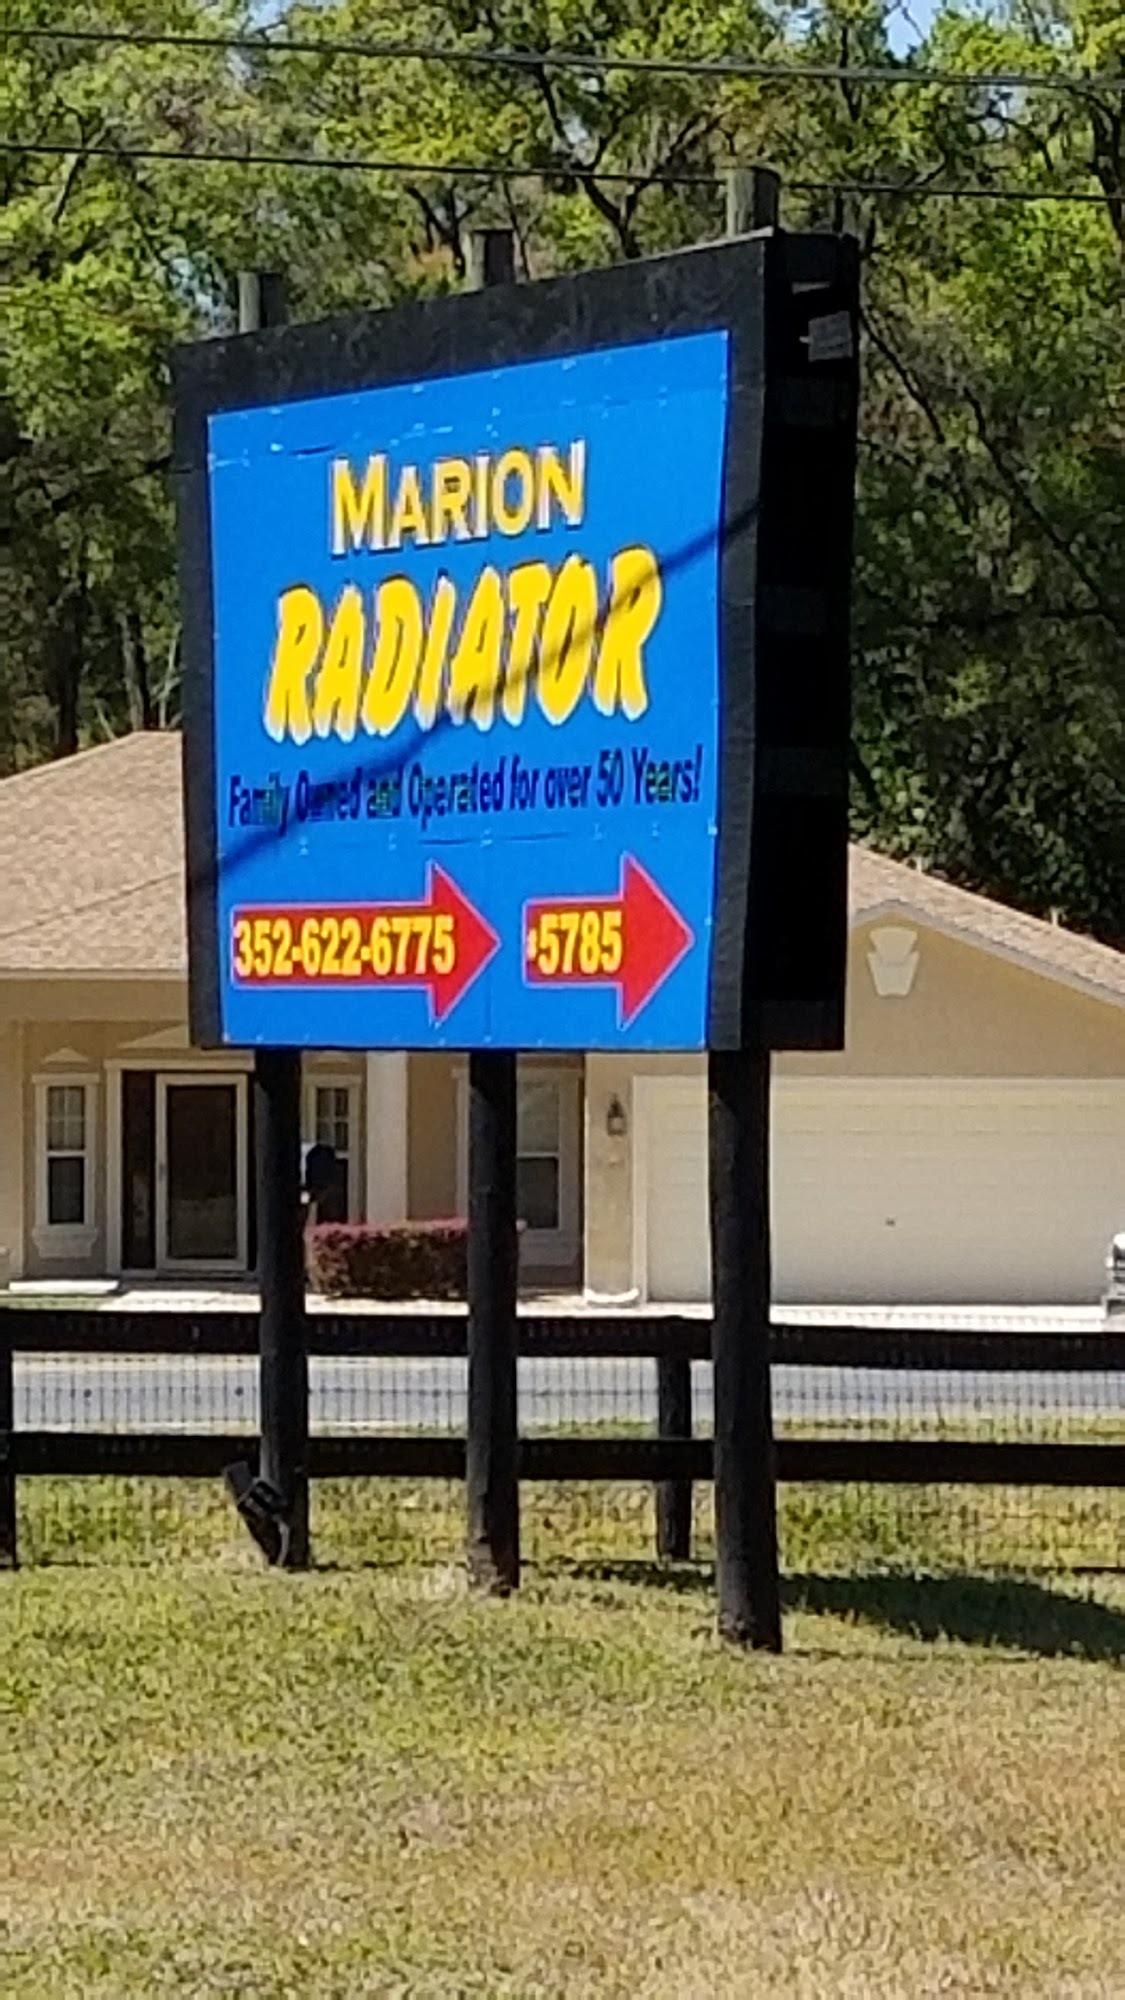 MARION
RADIATOR
Family Owned and Operated for over 50 Years!
352-622-6775
#5785